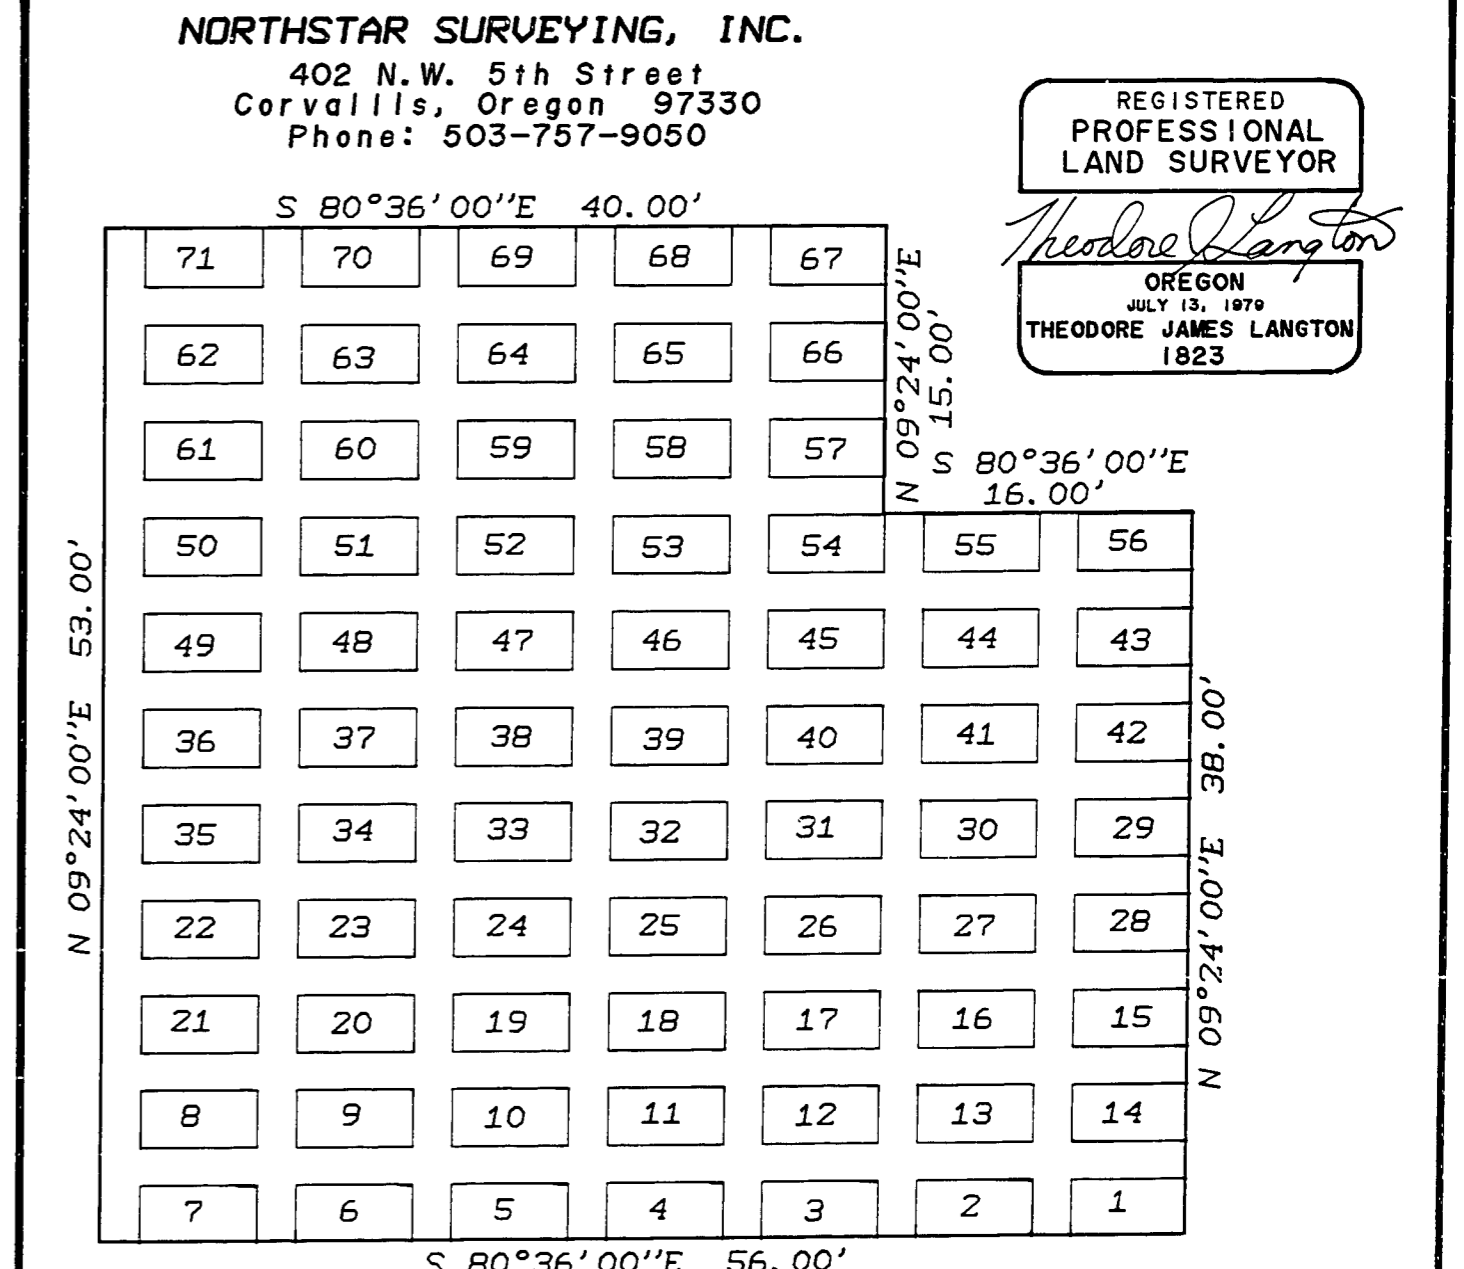 NORTHSTAR SURVEYING, INC.
402 N.W. 5th Street
Corvallis, Oregon 97330
Phone: 503-757-9050
REGISTERED
PROFESSIONAL
LAND SURVEYOR
Theodore J Langton
OREGON
JULY 13, 1979
THEODORE JAMES LANGTON
1823
S 80°36'00"E 40.00'
71 70 69 68 67
62 63 64 65 66
61 60 59 58 57
N 09°24'00"E
15.00'
S 80°36'00"E
16.00'
50 51 52 53 54 55 56
49 48 47 46 45 44 43
36 37 38 39 40 41 42
35 34 33 32 31 30 29
22 23 24 25 26 27 28
21 20 19 18 17 16 15
8 9 10 11 12 13 14
7 6 5 4 3 2 1
N 09°24'00"E 53.00'
N 09°24'00"E 38.00'
S 80°36'00"E 56.00'